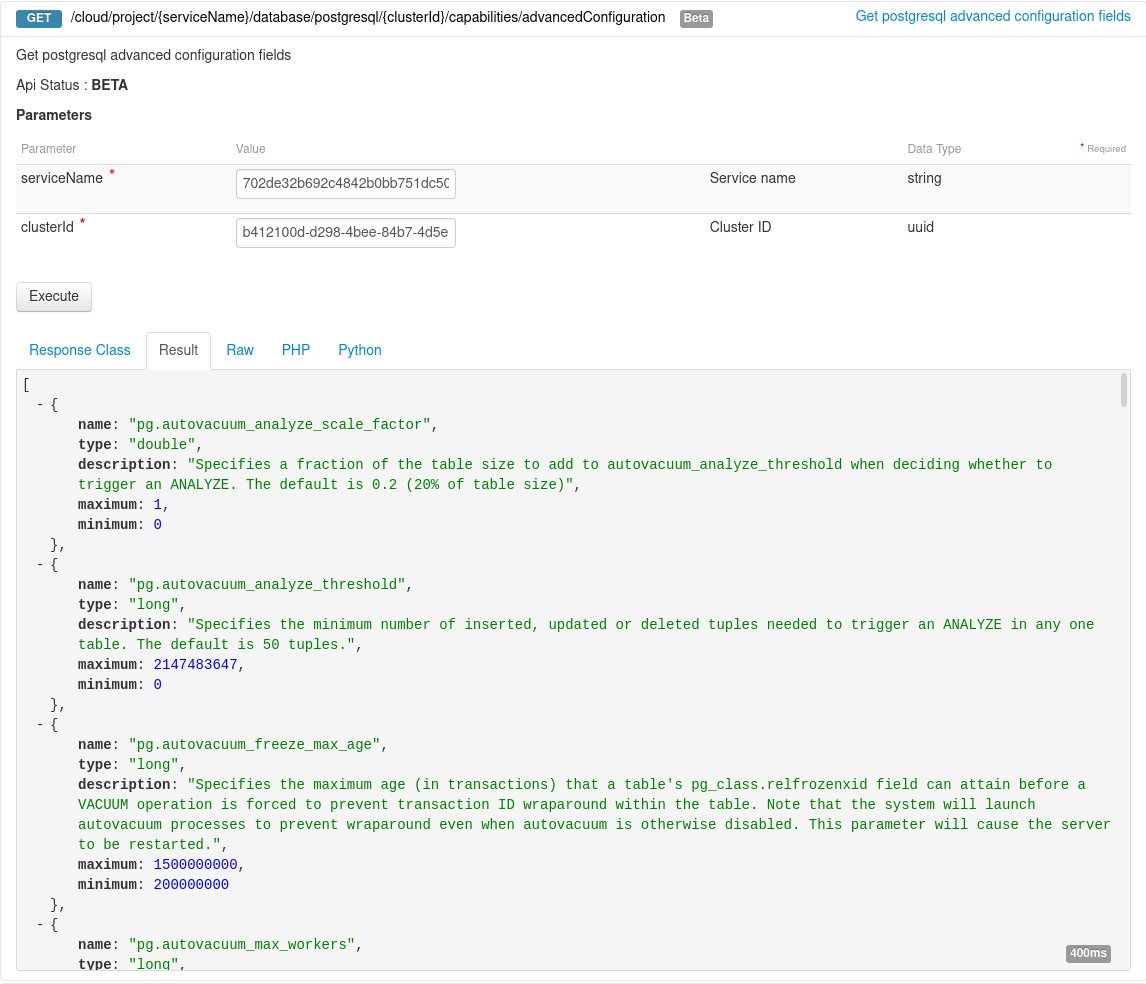 GET /cloud/project/{serviceName}/database/postgresql/{clusterId}/capabilities/advancedConfiguration Beta Get postgresql advanced configuration fields
Get postgresql advanced configuration fields
Api Status : BETA
Parameters
Parameter Value Data Type * Required
serviceName * 702de32b692c4842b0bb751dc50 Service name string
clusterId * b412100d-d298-4bee-84b7-4d5e Cluster ID uuid
Execute
Response Class Result Raw PHP Python
[
- {
name: "pg.autovacuum_analyze_scale_factor",
type: "double",
description: "Specifies a fraction of the table size to add to autovacuum_analyze_threshold when deciding whether to
trigger an ANALYZE. The default is 0.2 (20% of table size)",
maximum: 1,
minimum: 0
},
- {
name: "pg.autovacuum_analyze_threshold",
type: "long",
description: "Specifies the minimum number of inserted, updated or deleted tuples needed to trigger an ANALYZE in any one
table. The default is 50 tuples.",
maximum: 2147483647,
minimum: 0
},
- {
name: "pg.autovacuum_freeze_max_age",
type: "long",
description: "Specifies the maximum age (in transactions) that a table's pg_class.relfrozenxid field can attain before a
VACUUM operation is forced to prevent transaction ID wraparound within the table. Note that the system will launch
autovacuum processes to prevent wraparound even when autovacuum is otherwise disabled. This parameter will cause the server
to be restarted.",
maximum: 1500000000,
minimum: 200000000
},
- {
name: "pg.autovacuum_max_workers",
type: "long",
400ms